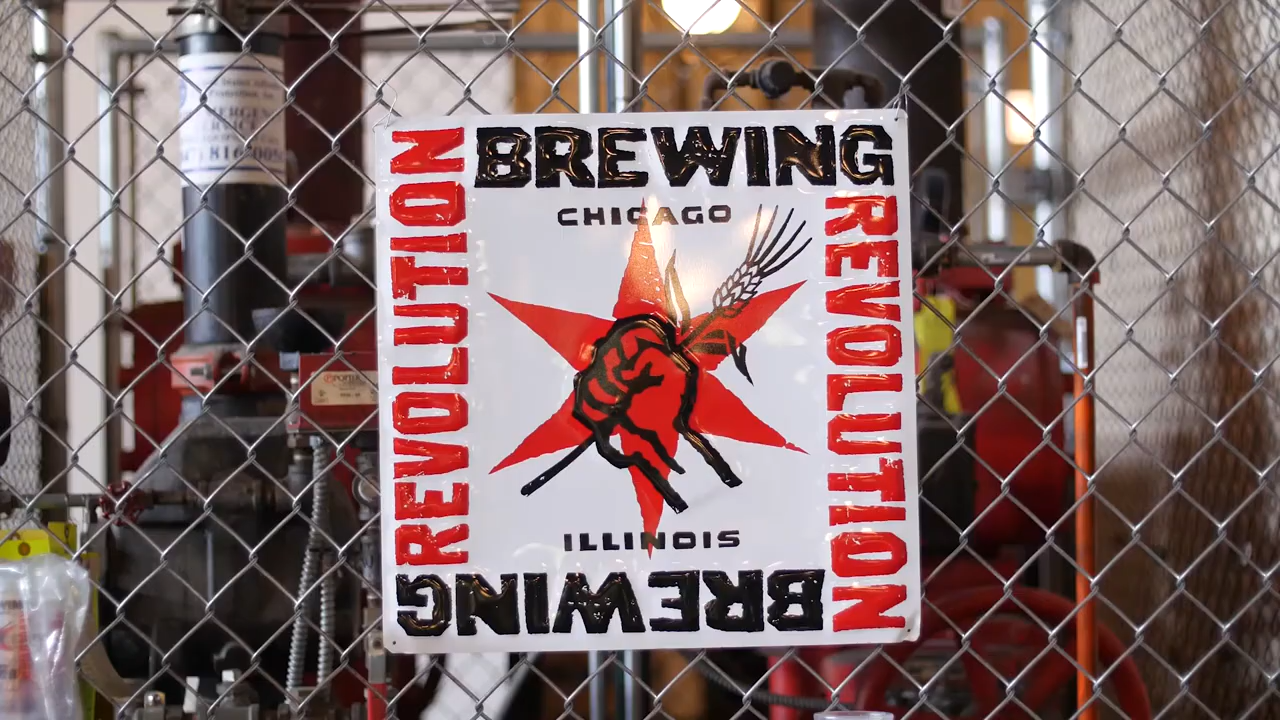 BREWING
REVOLUTION
CHICAGO
REVOLUTION
ILLINOIS
BREWING